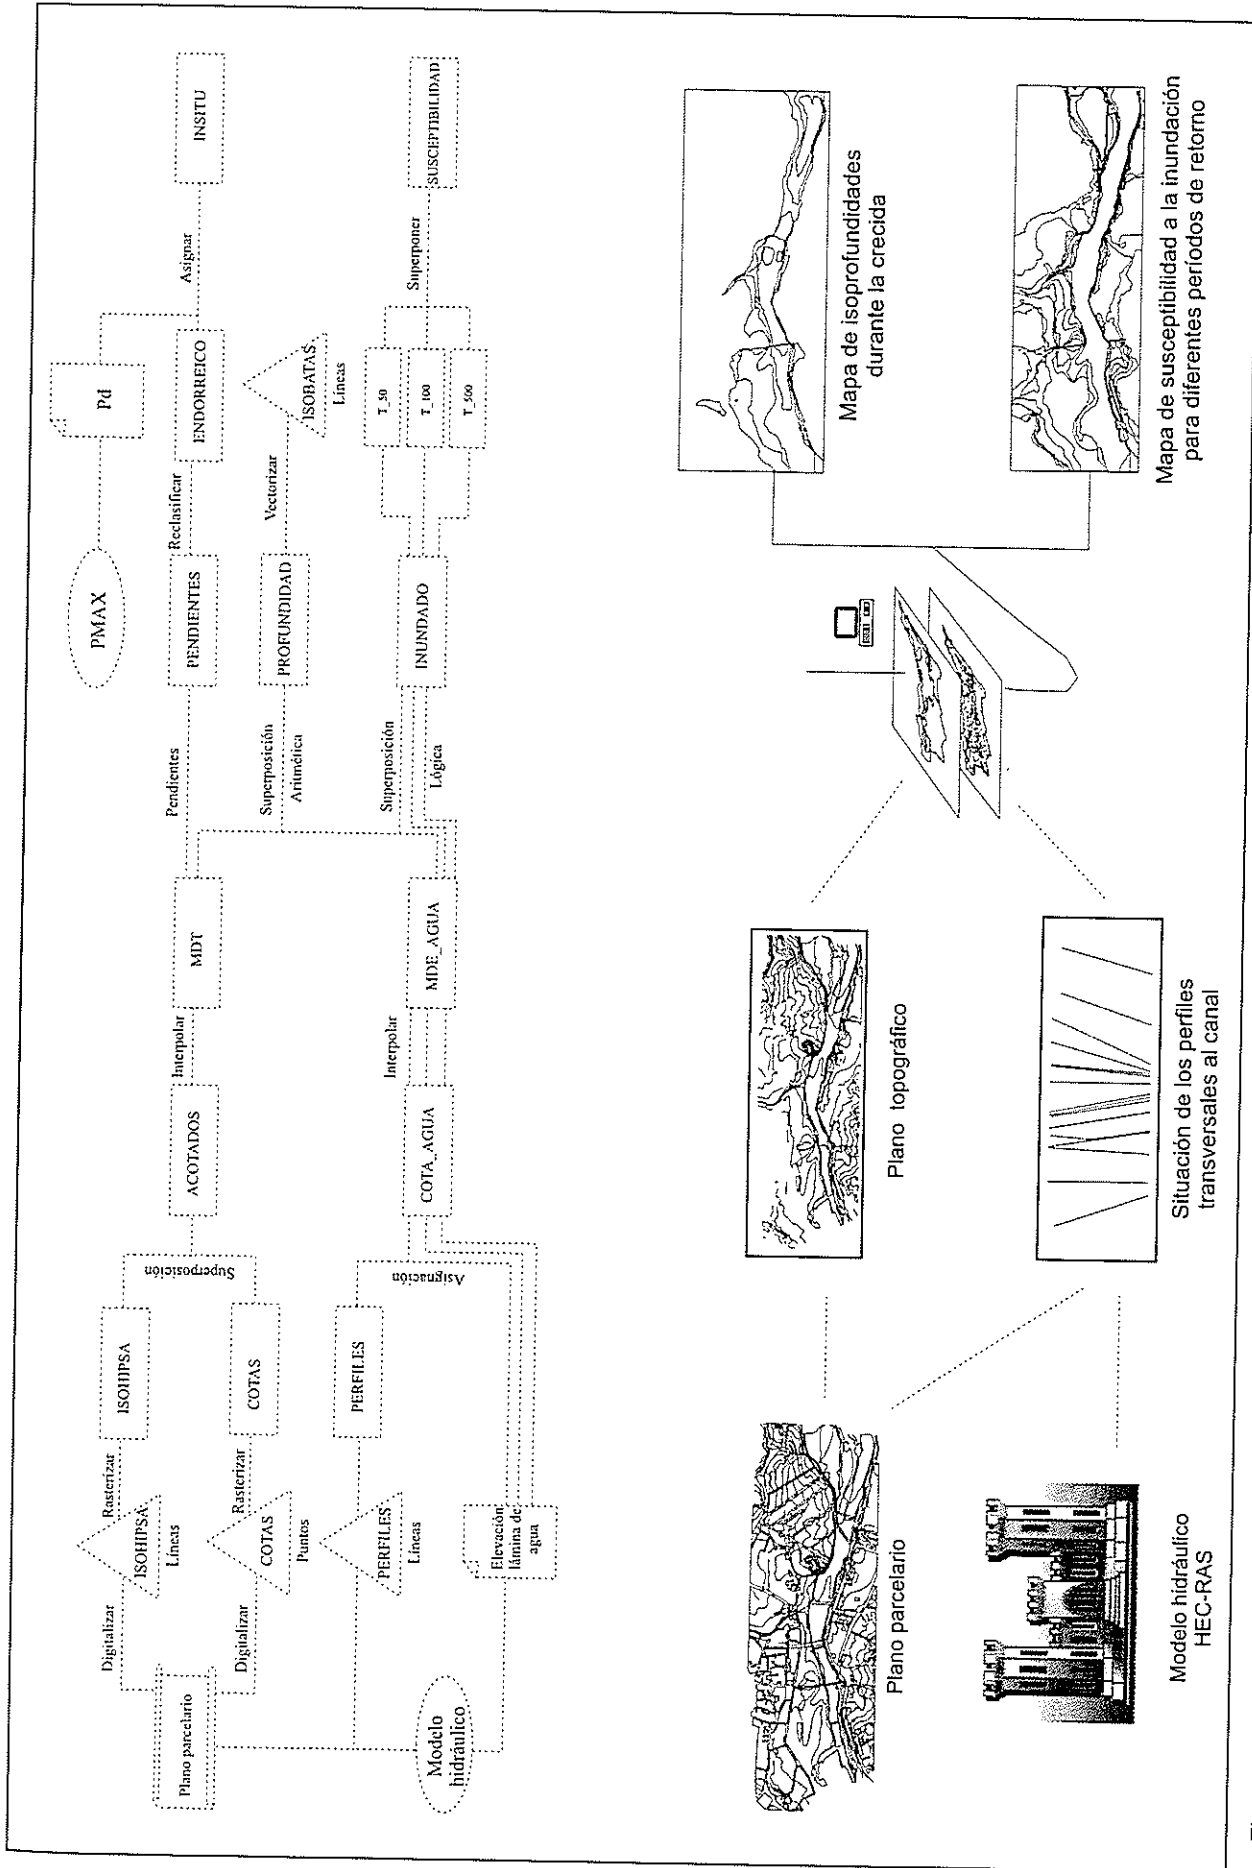 Plano parcelario
Digitalizar
ISOHIPSA
Líneas
Rasterizar
ISOHIPSA
Digitalizar
COTAS
Puntos
Rasterizar
COTAS
Superposición
ACOTADOS
Interpolar
MDT
Pendientes
PENDIENTES
Reclasificar
ENDORREICO
Asignar
INSITU
PMAX
Pd
Modelo
hidráulico
PERFILES
Líneas
PERFILES
Elevación
lámina de
agua
Asignación
COTA_AGUA
Interpolar
MDE_AGUA
Superposición
Aritmética
PROFUNDIDAD
Vectorizar
ISOBATAS
Líneas
Superposición
Lógica
INUNDADO
T_50
T_100
T_500
Superponer
SUSCEPTIBILIDAD
Plano parcelario
Modelo hidráulico
HEC-RAS
Plano topográfico
Situación de los perfiles
transversales al canal
Mapa de isoprofundidades
durante la crecida
Mapa de susceptibilidad a la inundación
para diferentes períodos de retorno